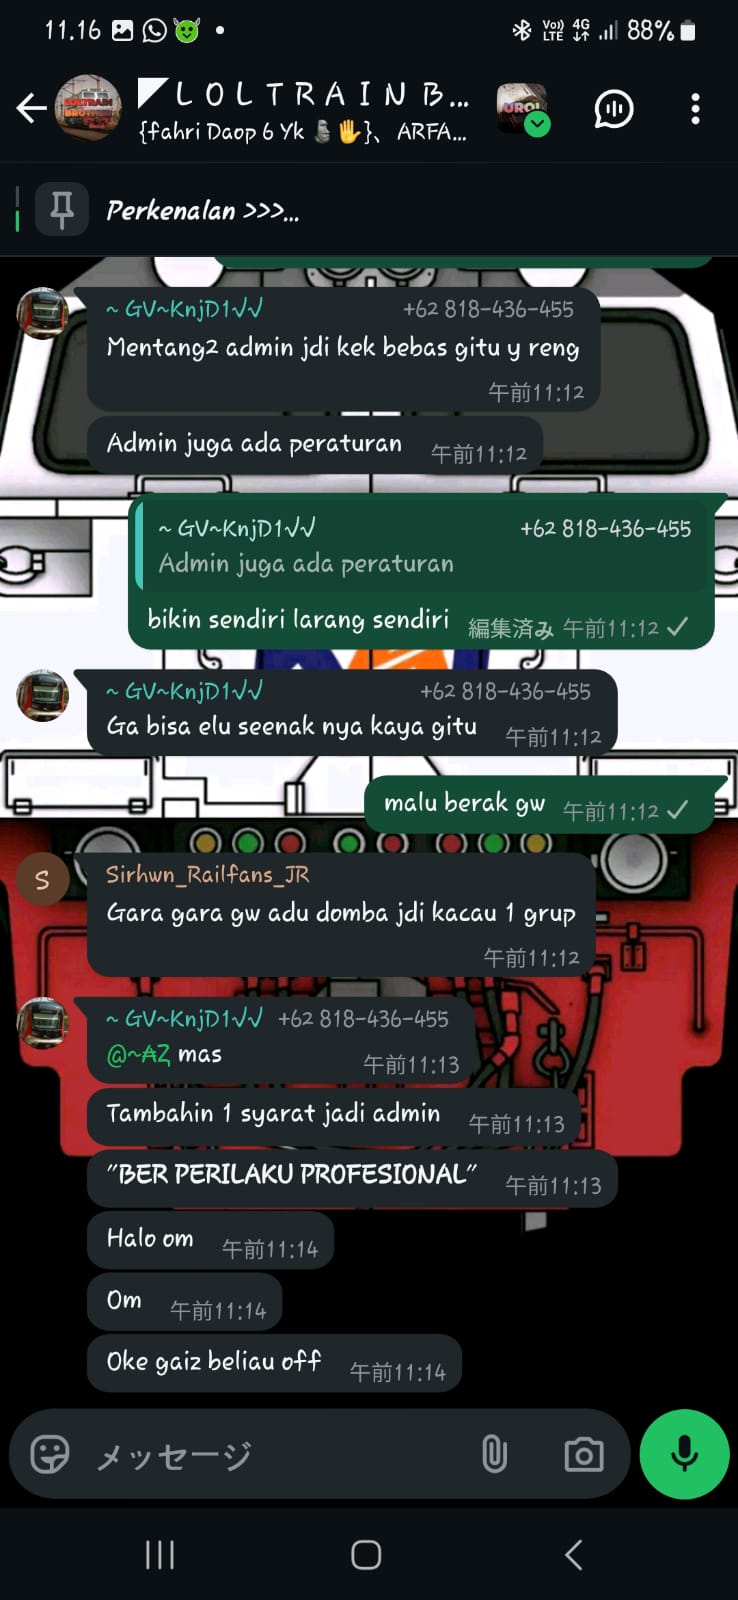 11.16
Vo)) LTE 4G 88%
◤ L O L T R A I N B...
{fahri Daop 6 Yk 🗿🖐}、 ARFA...
Perkenalan >>>...
~ GV~KnjD1√√ +62 818-436-455
Mentang2 admin jdi kek bebas gitu y reng
午前11:12
Admin juga ada peraturan 午前11:12
~ GV~KnjD1√√ +62 818-436-455
Admin juga ada peraturan
bikin sendiri larang sendiri 編集済み 午前11:12
~ GV~KnjD1√√ +62 818-436-455
Ga bisa elu seenak nya kaya gitu 午前11:12
malu berak gw 午前11:12
S
Sirhwn_Railfans_JR
Gara gara gw adu domba jdi kacau 1 grup
午前11:12
~ GV~KnjD1√√ +62 818-436-455
@~₳Ⱬ mas 午前11:13
Tambahin 1 syarat jadi admin 午前11:13
"BER PERILAKU PROFESIONAL" 午前11:13
Halo om 午前11:14
Om 午前11:14
Oke gaiz beliau off 午前11:14
メッセージ